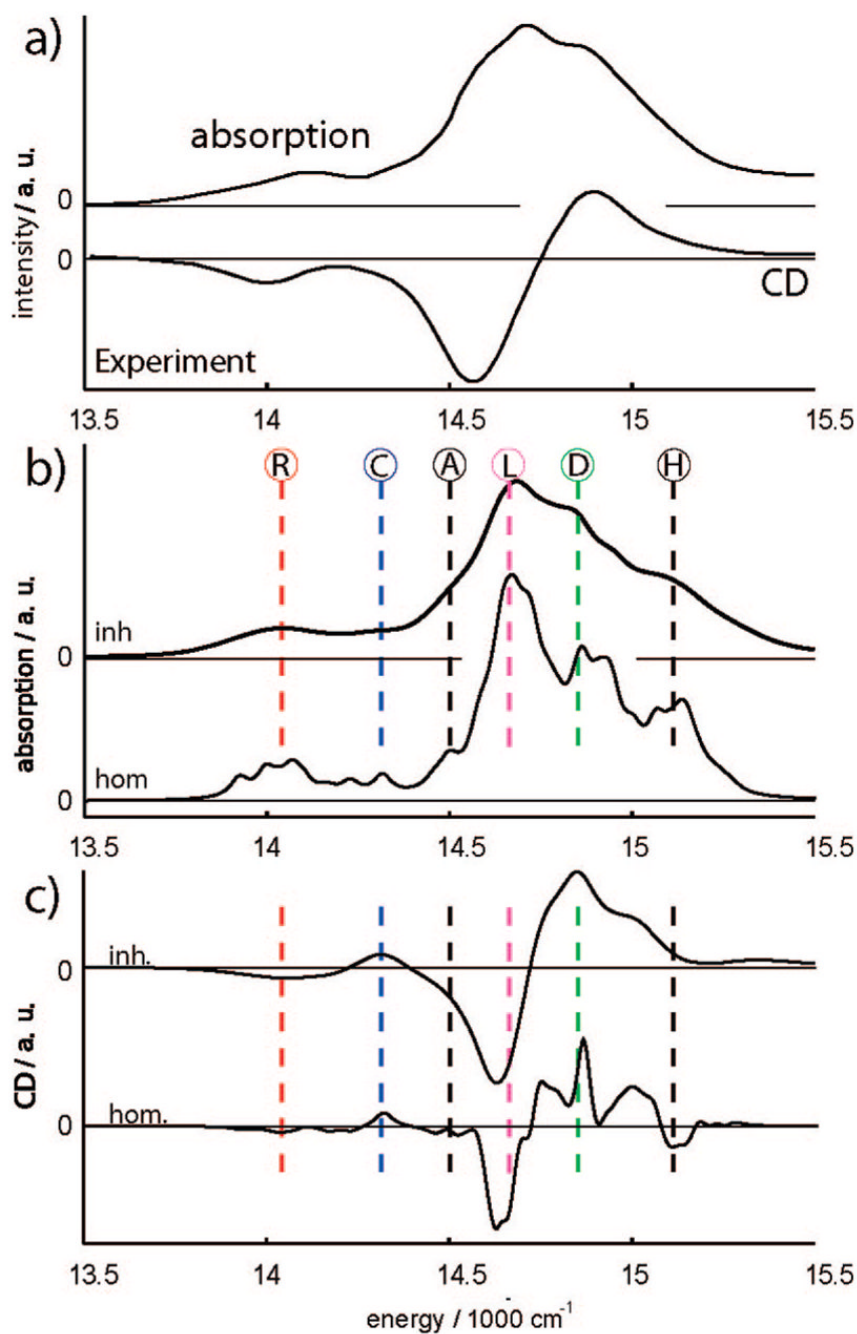 a)
absorption
0
0
intensity / a. u.
CD
Experiment
13.5 14 14.5 15 15.5
b)
R C A L D H
inh
0
absorption / a. u.
hom
0
13.5 14 14.5 15 15.5
c)
inh.
0
CD / a. u.
hom.
0
13.5 14 14.5 15 15.5
energy / 1000 cm⁻¹